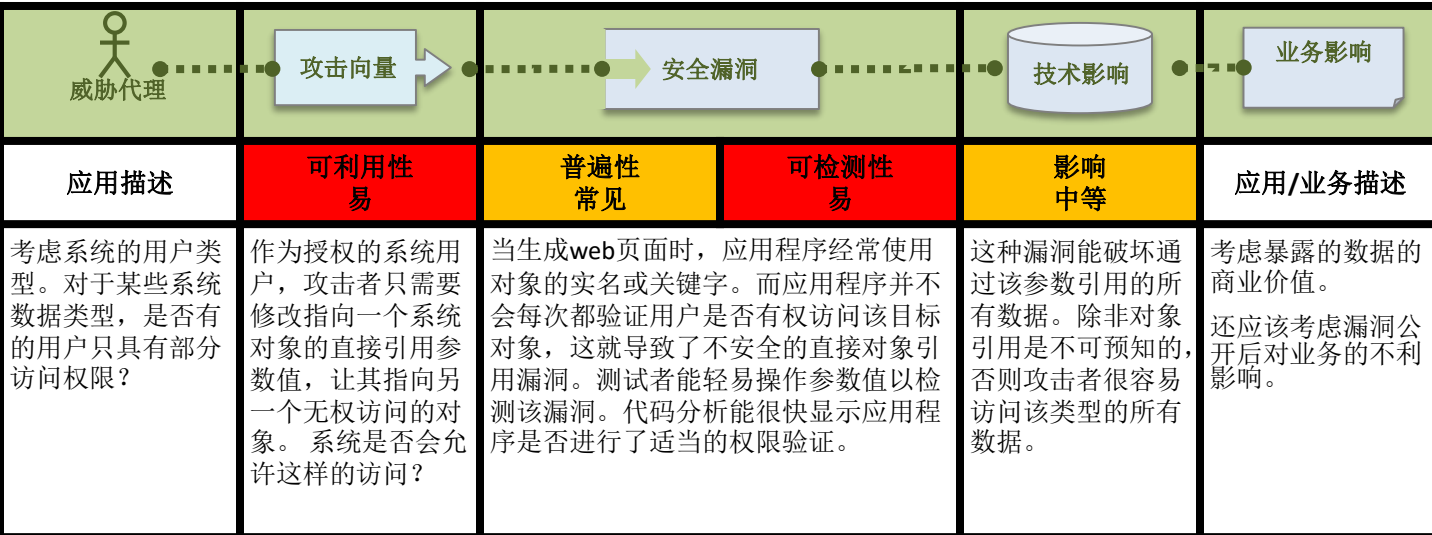 威胁代理
攻击向量
安全漏洞
技术影响
业务影响
应用描述
可利用性
易
普遍性
常见
可检测性
易
影响
中等
应用/业务描述
考虑系统的用户类
型。对于某些系统
数据类型，是否有
的用户只具有部分
访问权限？
作为授权的系统用
户，攻击者只需要
修改指向一个系统
对象的直接引用参
数值，让其指向另
一个无权访问的对
象。 系统是否会允
许这样的访问？
当生成web页面时，应用程序经常使用
对象的实名或关键字。而应用程序并不
会每次都验证用户是否有权访问该目标
对象，这就导致了不安全的直接对象引
用漏洞。测试者能轻易操作参数值以检
测该漏洞。代码分析能很快显示应用程
序是否进行了适当的权限验证。
这种漏洞能破坏通
过该参数引用的所
有数据。除非对象
引用是不可预知的，
否则攻击者很容易
访问该类型的所有
数据。
考虑暴露的数据的
商业价值。
还应该考虑漏洞公
开后对业务的不利
影响。